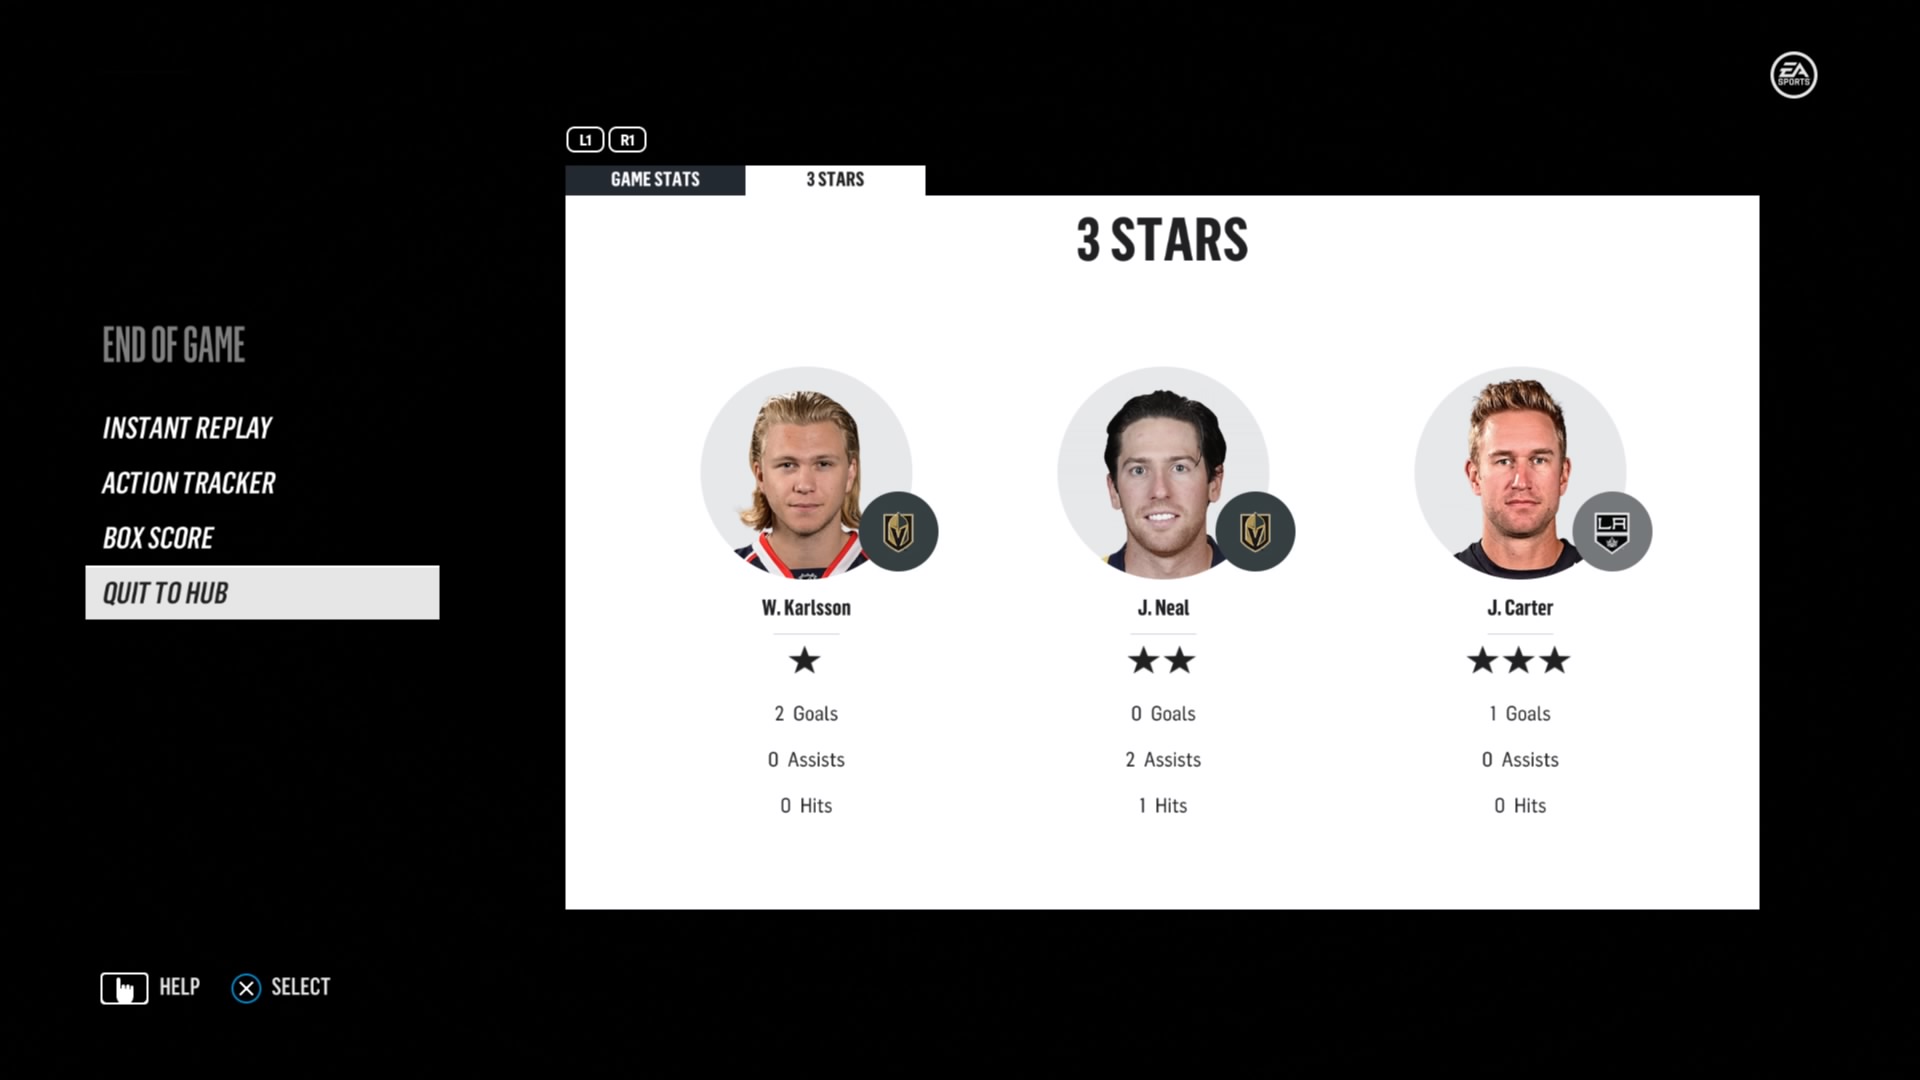 EA
SPORTS
L1 R1
GAME STATS 3 STARS
3 STARS
END OF GAME
INSTANT REPLAY
ACTION TRACKER
BOX SCORE
QUIT TO HUB
LA
W. Karlsson J. Neal J. Carter
2 Goals 0 Goals 1 Goals
0 Assists 2 Assists 0 Assists
0 Hits 1 Hits 0 Hits
HELP SELECT